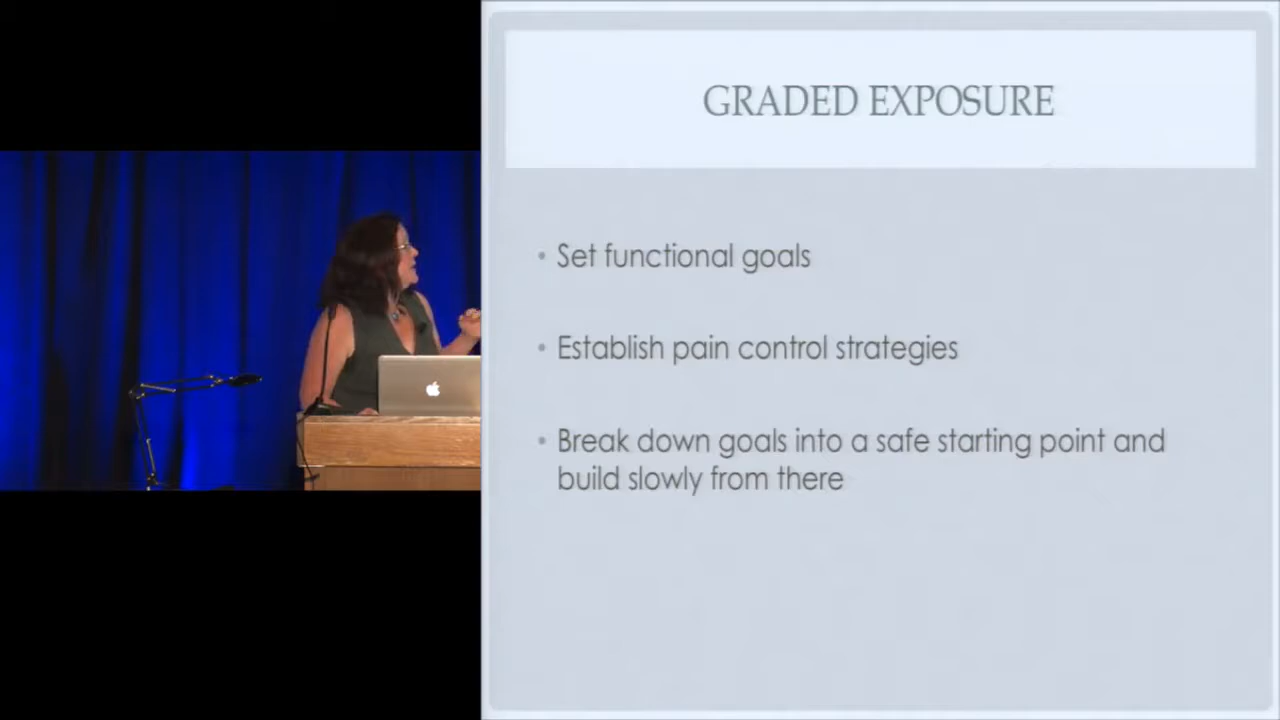 GRADED EXPOSURE
• Set functional goals
• Establish pain control strategies
• Break down goals into a safe starting point and
build slowly from there